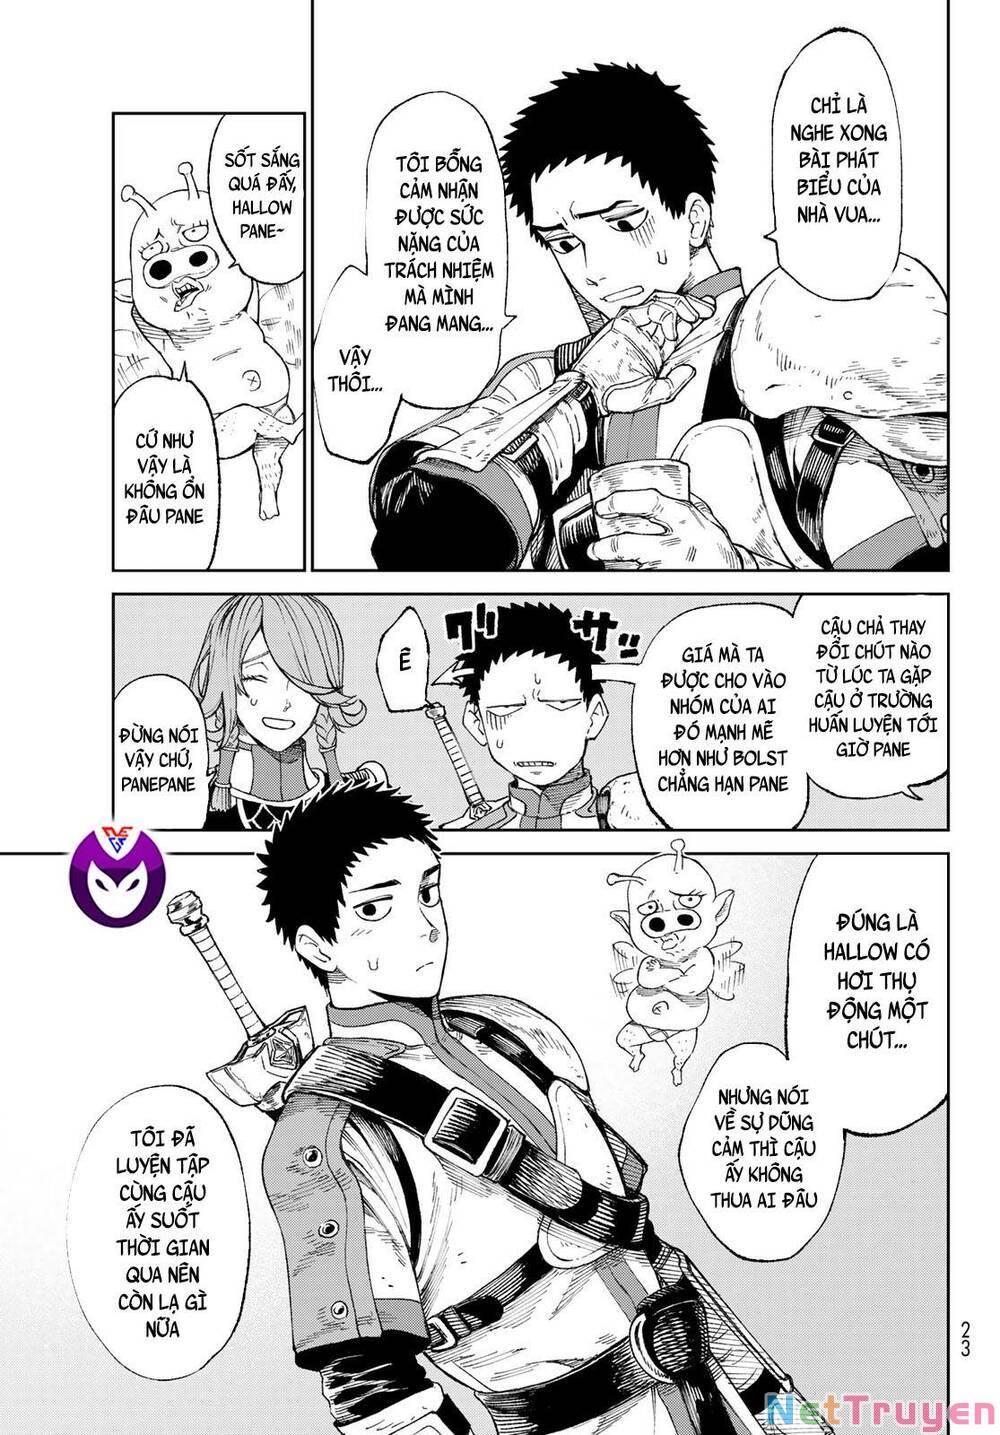 CHỈ LÀ
NGHE XONG
BÀI PHÁT
BIỂU CỦA
NHÀ VUA...
TÔI BỖNG
CẢM NHẬN
ĐƯỢC SỨC
NẶNG CỦA
TRÁCH NHIỆM
MÀ MÌNH
ĐANG MANG...
VẬY
THÔI...
SỐT SẮNG
QUÁ ĐẤY,
HALLOW
PANE~
CỨ NHƯ
VẬY LÀ
KHÔNG ỔN
ĐÂU PANE
CẬU CHẢ THAY
ĐỔI CHÚT NÀO
TỪ LÚC TA GẶP
CẬU Ở TRƯỜNG
HUẤN LUYỆN TỚI
GIỜ PANE
GIÁ MÀ TA
ĐƯỢC CHO VÀO
NHÓM CỦA AI
ĐÓ MẠNH MẼ
HƠN NHƯ BOLST
CHẲNG HẠN PANE
グサッ
Ê
ĐỪNG NÓI
VẬY CHỨ,
PANEPANE
ĐÚNG LÀ
HALLOW CÓ
HƠI THỤ
ĐỘNG MỘT
CHÚT...
NHƯNG NÓI
VỀ SỰ DŨNG
CẢM THÌ CẬU
ẤY KHÔNG
THUA AI ĐÂU
TÔI ĐÃ
LUYỆN TẬP
CÙNG CẬU
ẤY SUỐT
THỜI GIAN
QUA NÊN
CÒN LẠ GÌ
NỮA
23
NetTruyen